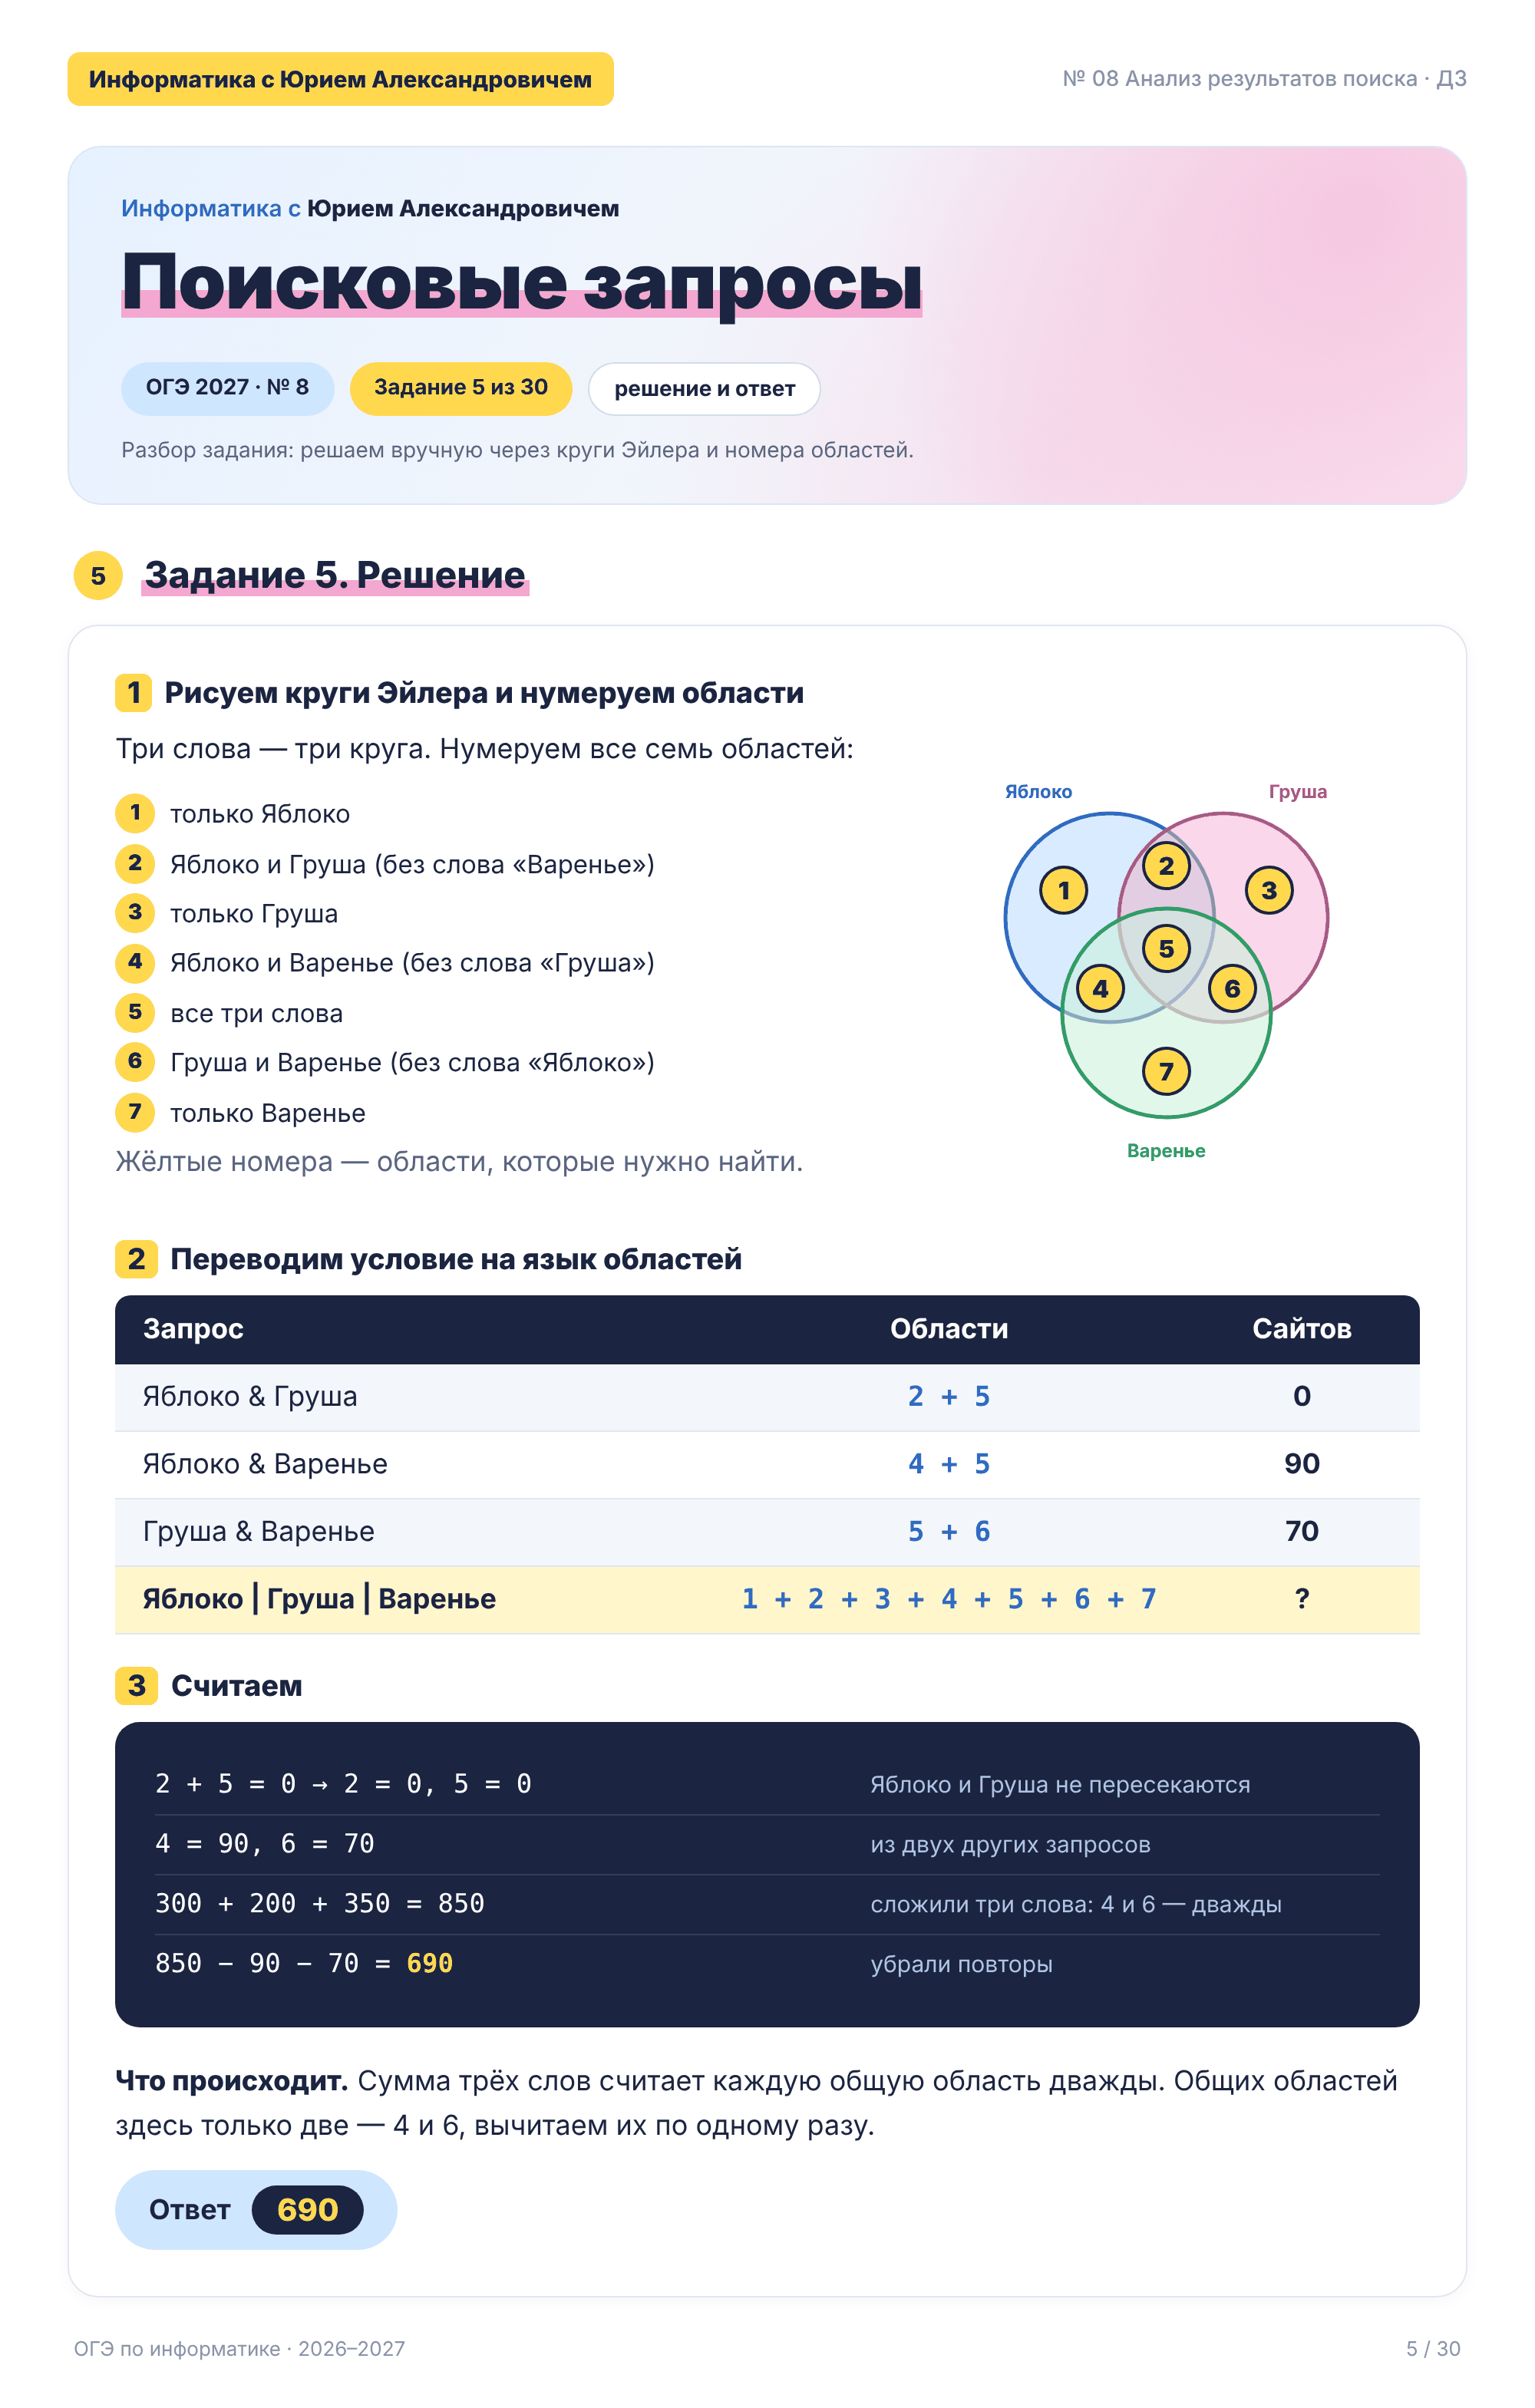 Информатика с Юрием Александровичем
№ 08 Анализ результатов поиска · ДЗ
Информатика с Юрием Александровичем
Поисковые запросы
ОГЭ 2027 · № 8
Задание 5 из 30
решение и ответ
Разбор задания: решаем вручную через круги Эйлера и номера областей.
5 Задание 5. Решение
1 Рисуем круги Эйлера и нумеруем области
Три слова — три круга. Нумеруем все семь областей:
1 только Яблоко
2 Яблоко и Груша (без слова «Варенье»)
3 только Груша
4 Яблоко и Варенье (без слова «Груша»)
5 все три слова
6 Груша и Варенье (без слова «Яблоко»)
7 только Варенье
Жёлтые номера — области, которые нужно найти.
Яблоко Груша
2
1 3
5
4 6
7
Варенье
2 Переводим условие на язык областей
Запрос Области Сайтов
Яблоко & Груша 2 + 5 0
Яблоко & Варенье 4 + 5 90
Груша & Варенье 5 + 6 70
Яблоко | Груша | Варенье 1 + 2 + 3 + 4 + 5 + 6 + 7 ?
3 Считаем
2 + 5 = 0 → 2 = 0, 5 = 0 Яблоко и Груша не пересекаются
4 = 90, 6 = 70 из двух других запросов
300 + 200 + 350 = 850 сложили три слова: 4 и 6 — дважды
850 − 90 − 70 = 690 убрали повторы
Что происходит. Сумма трёх слов считает каждую общую область дважды. Общих областей
здесь только две — 4 и 6, вычитаем их по одному разу.
Ответ 690
ОГЭ по информатике · 2026–2027
5 / 30